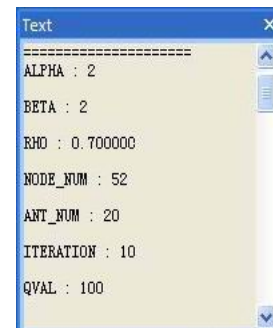 Text
=====================
ALPHA : 2
BETA : 2
RHO : 0.700000
NODE_NUM : 52
ANT_NUM : 20
ITERATION : 10
QVAL : 100